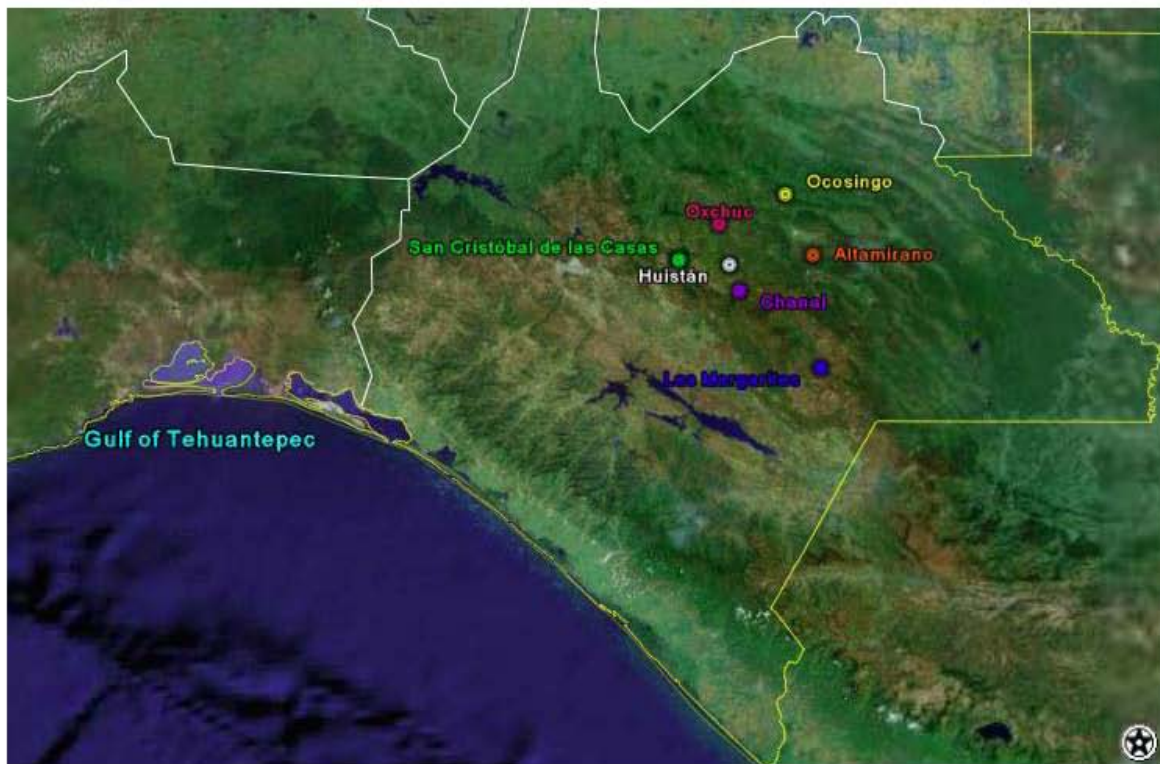 Ocosingo
Oxchuc
San Cristóbal de las Casas
Altamirano
Huistán
Chanal
Las Margaritas
Gulf of Tehuantepec